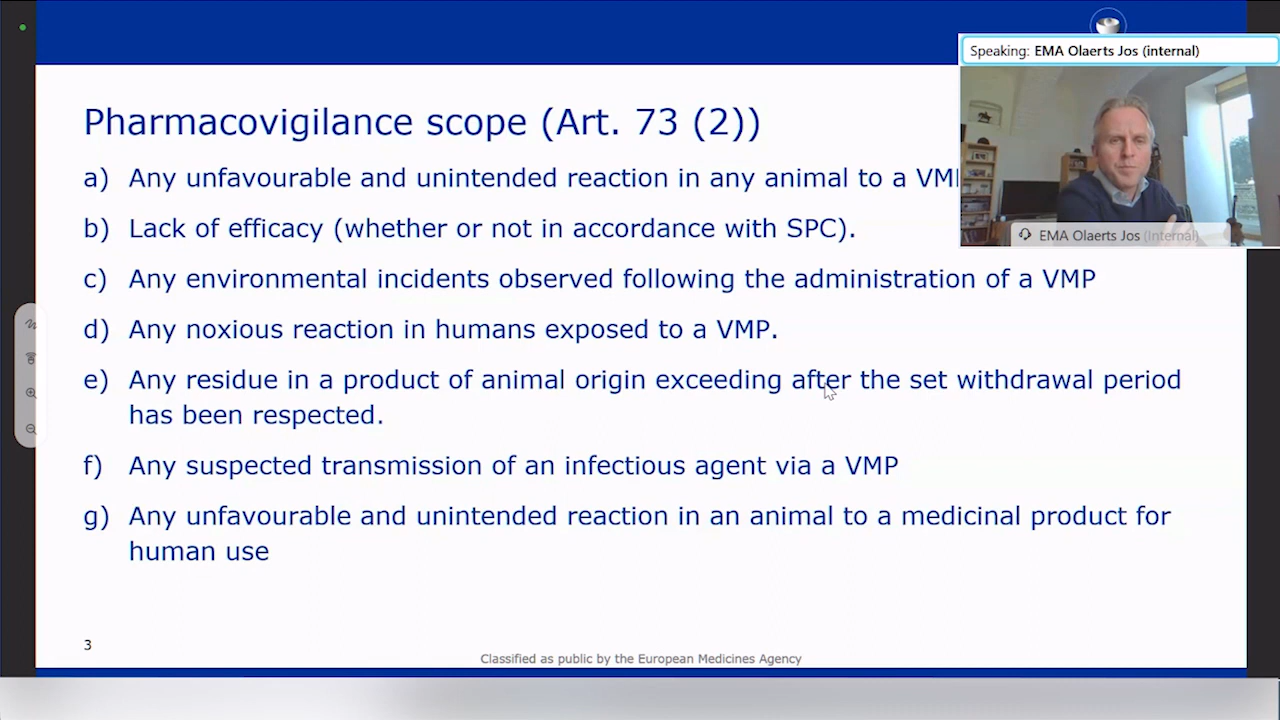 Speaking: EMA Olaerts Jos (internal)
Pharmacovigilance scope (Art. 73 (2))
a) Any unfavourable and unintended reaction in any animal to a
b) Lack of efficacy (whether or not in accordance with SPC).
EMA Olaerts Jos (Internal)
c) Any environmental incidents observed following the administration of a VMP
d) Any noxious reaction in humans exposed to a VMP.
e) Any residue in a product of animal origin exceeding after the set withdrawal period
has been respected.
f) Any suspected transmission of an infectious agent via a VMP
g) Any unfavourable and unintended reaction in an animal to a medicinal product for
human use
3
Classified as public by the European Medicines Agency